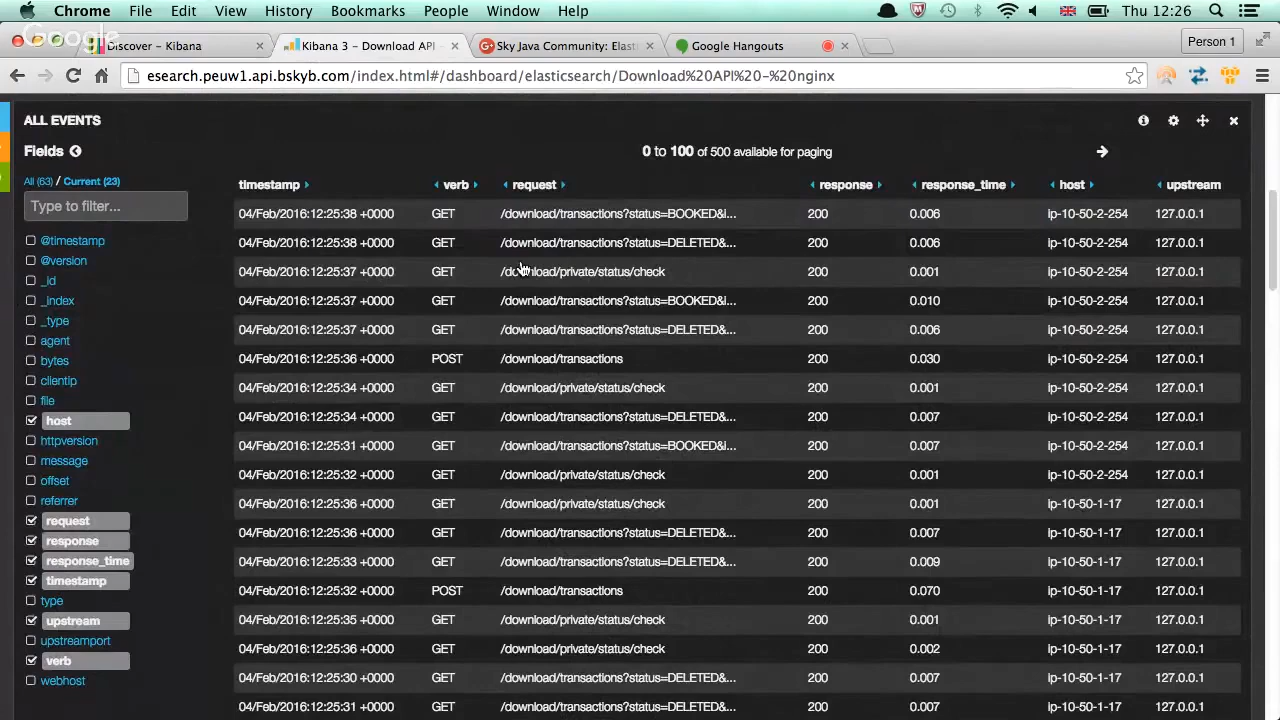 Chrome File Edit View History Bookmarks People Window Help Thu 12:26
Google
Discover – Kibana Kibana 3 – Download API - Sky Java Community: Elasti Google Hangouts Person 1
esearch.peuw1.api.bskyb.com/index.html#/dashboard/elasticsearch/Download%20API%20-%20nginx
ALL EVENTS
Fields 0 to 100 of 500 available for paging
All (63) / Current (23)
Type to filter...
@timestamp
@version
_id
_index
_type
agent
bytes
clientip
file
host
httpversion
message
offset
referrer
request
response
response_time
timestamp
type
upstream
upstreamport
verb
webhost
timestamp verb request response response_time host upstream
04/Feb/2016:12:25:38 +0000 GET /download/transactions?status=BOOKED&i... 200 0.006 ip-10-50-2-254 127.0.0.1
04/Feb/2016:12:25:38 +0000 GET /download/transactions?status=DELETED&... 200 0.006 ip-10-50-2-254 127.0.0.1
04/Feb/2016:12:25:37 +0000 GET /download/private/status/check 200 0.001 ip-10-50-2-254 127.0.0.1
04/Feb/2016:12:25:37 +0000 GET /download/transactions?status=BOOKED&i... 200 0.010 ip-10-50-2-254 127.0.0.1
04/Feb/2016:12:25:37 +0000 GET /download/transactions?status=DELETED&... 200 0.006 ip-10-50-2-254 127.0.0.1
04/Feb/2016:12:25:36 +0000 POST /download/transactions 200 0.030 ip-10-50-2-254 127.0.0.1
04/Feb/2016:12:25:34 +0000 GET /download/private/status/check 200 0.001 ip-10-50-2-254 127.0.0.1
04/Feb/2016:12:25:34 +0000 GET /download/transactions?status=DELETED&... 200 0.007 ip-10-50-2-254 127.0.0.1
04/Feb/2016:12:25:31 +0000 GET /download/transactions?status=BOOKED&i... 200 0.007 ip-10-50-2-254 127.0.0.1
04/Feb/2016:12:25:32 +0000 GET /download/private/status/check 200 0.001 ip-10-50-2-254 127.0.0.1
04/Feb/2016:12:25:36 +0000 GET /download/private/status/check 200 0.001 ip-10-50-1-17 127.0.0.1
04/Feb/2016:12:25:36 +0000 GET /download/transactions?status=DELETED&... 200 0.007 ip-10-50-1-17 127.0.0.1
04/Feb/2016:12:25:33 +0000 GET /download/transactions?status=DELETED&... 200 0.009 ip-10-50-1-17 127.0.0.1
04/Feb/2016:12:25:32 +0000 POST /download/transactions 200 0.070 ip-10-50-1-17 127.0.0.1
04/Feb/2016:12:25:35 +0000 GET /download/private/status/check 200 0.001 ip-10-50-1-17 127.0.0.1
04/Feb/2016:12:25:36 +0000 GET /download/private/status/check 200 0.002 ip-10-50-1-17 127.0.0.1
04/Feb/2016:12:25:30 +0000 GET /download/transactions?status=DELETED&... 200 0.007 ip-10-50-1-17 127.0.0.1
04/Feb/2016:12:25:31 +0000 GET /download/transactions?status=DELETED&... 200 0.007 ip-10-50-1-17 127.0.0.1